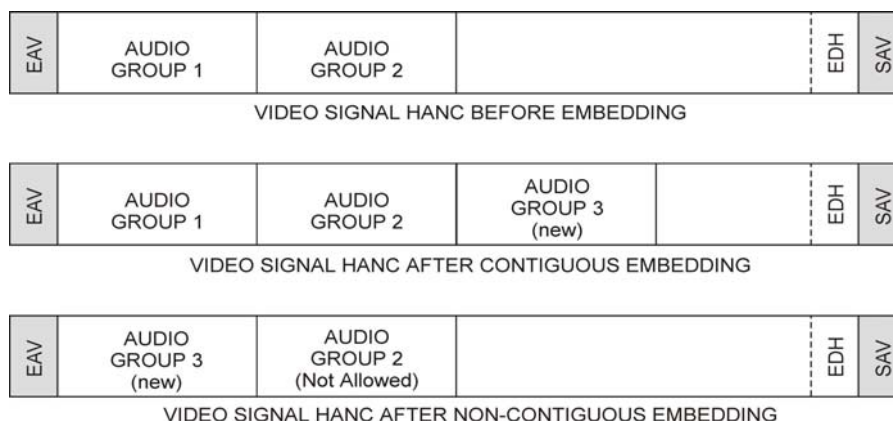 EAV
AUDIO
GROUP 1
AUDIO
GROUP 2
EDH
SAV
VIDEO SIGNAL HANC BEFORE EMBEDDING
EAV
AUDIO
GROUP 1
AUDIO
GROUP 2
AUDIO
GROUP 3
(new)
EDH
SAV
VIDEO SIGNAL HANC AFTER CONTIGUOUS EMBEDDING
EAV
AUDIO
GROUP 3
(new)
AUDIO
GROUP 2
(Not Allowed)
EDH
SAV
VIDEO SIGNAL HANC AFTER NON-CONTIGUOUS EMBEDDING